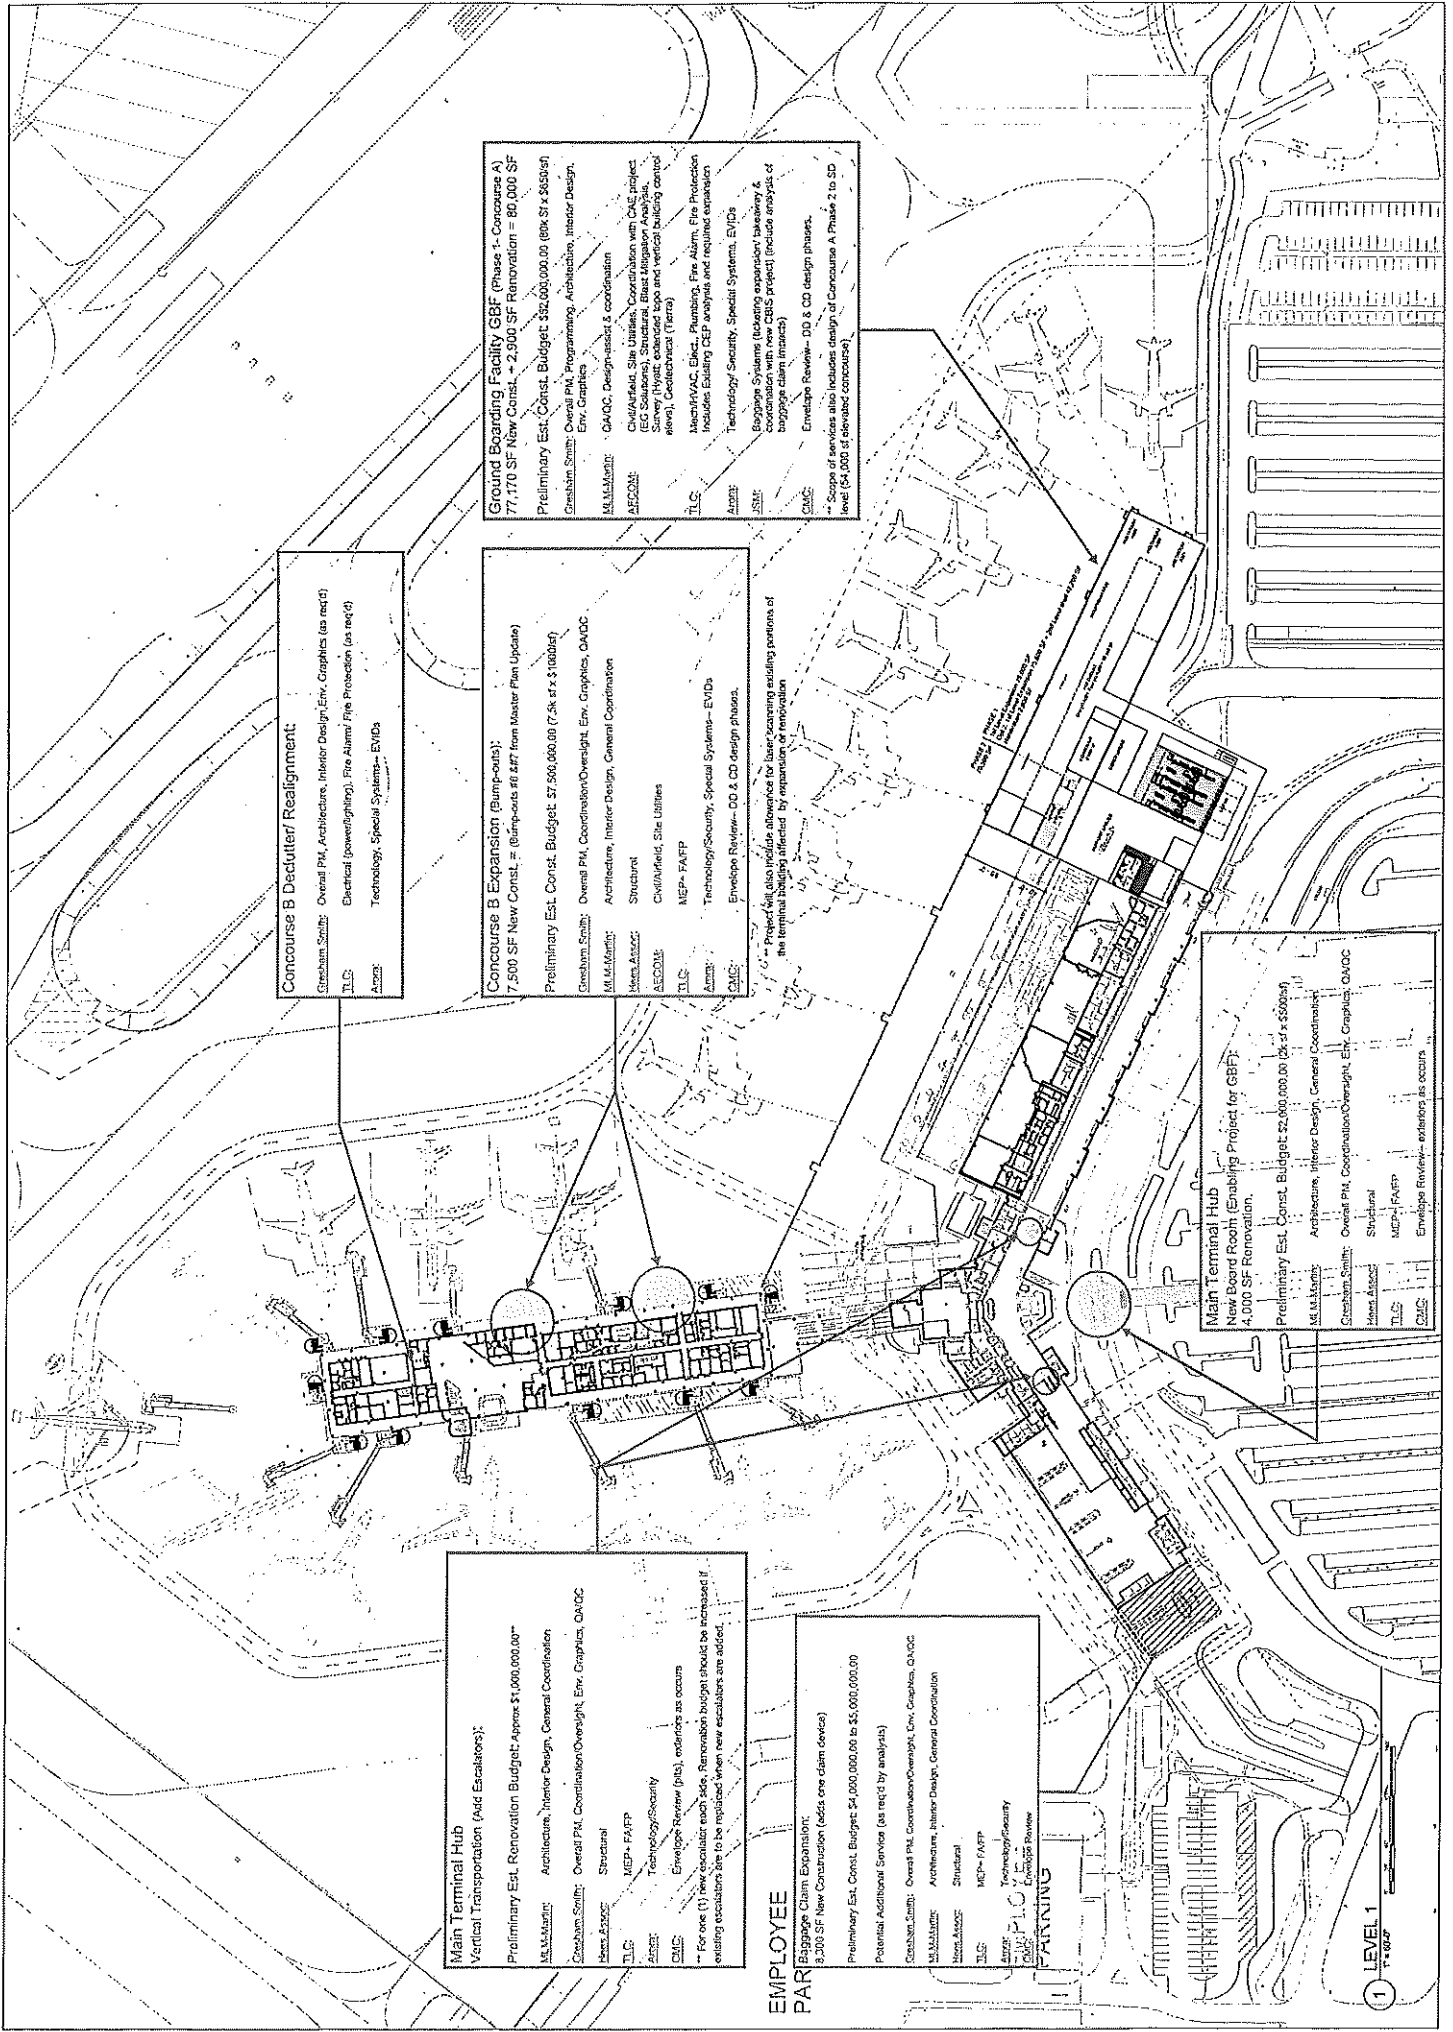 Ground Boarding Facility GBF (Phase 1- Concourse A)
77,170 SF New Const. + 2,900 SF Renovation = 80,000 SF
Preliminary Est. Const. Budget: $52,000,000.00 (80k sf x $650/sf)
Gresham Smith: Overall PM, Programming, Architecture, Interior Design,
Env. Graphics
MLM-Martin: QA/QC, Design-assist & coordination
AECOM: Civil/Airfield, Site Utilities, Coordination with CAE project
(EG Solutions), Structural, Blast Mitigation Analysis,
Survey (Hyatt: extended topo and vertical building control
elevs), Geotechnical (Tierra)
TLC: Mech/HVAC, Elect., Plumbing, Fire Alarm, Fire Protection
Includes Existing CEP analysis and required expansion
Arora: Technology/ Security, Special Systems, EVIDs
JSM: Baggage Systems (ticketing expansion/ takeaway &
coordination with new CBIS project) (include analysis of
baggage claim impacts)
CMC: Envelope Review-- DD & CD design phases.
** Scope of services also includes design of Concourse A Phase 2 to SD
level (54,000 sf elevated concourse)
Concourse B Declutter/ Realignment:
Gresham Smith: Overall PM, Architecture, Interior Design, Env. Graphics (as req'd)
TLC: Electrical (power/lighting), Fire Alarm/ Fire Protection (as req'd)
Arora: Technology, Special Systems-- EVIDs
Concourse B Expansion (Bump-outs):
7,500 SF New Const. = (bump-outs #6 &#7 from Master Plan Update)
Preliminary Est. Const. Budget: $7,500,000.00 (7.5k sf x $1000/sf)
Gresham Smith: Overall PM, Coordination/Oversight, Env. Graphics, QA/QC
MLM-Martin: Architecture, Interior Design, General Coordination
Hees Assoc: Structural
AECOM: Civil/Airfield, Site Utilities
TLC: MEP+ FA/FP
Arora: Technology/Security, Special Systems-- EVIDs
CMC: Envelope Review-- DD & CD design phases.
** Project will also include allowance for laser scanning existing portions of
the terminal building affected by expansion or renovation
Main Terminal Hub
New Board Room (Enabling Project for GBF):
4,000 SF Renovation.
Preliminary Est. Const. Budget: $2,000,000.00 (2k sf x $500/sf)
MLM-Martin: Architecture, Interior Design, General Coordination
Gresham Smith: Overall PM, Coordination/Oversight, Env. Graphics, QA/QC
Hees Assoc: Structural
TLC: MEP+ FA/FP
CMC: Envelope Review-- exteriors as occurs
Main Terminal Hub
Vertical Transportation (Add Escalators):
Preliminary Est. Renovation Budget: Approx $1,000,000.00**
MLM-Martin: Architecture, Interior Design, General Coordination
Gresham Smith: Overall PM, Coordination/Oversight, Env. Graphics, QA/QC
Hees Assoc: Structural
TLC: MEP+ FA/FP
Arora: Technology/Security
CMC: Envelope Review (pits), exteriors as occurs
** For one (1) new escalator each side. Renovation budget should be increased if
existing escalators are to be replaced when new escalators are added.
EMPLOYEE
PAR
Baggage Claim Expansion:
8,000 SF New Construction (adds one claim device)
Preliminary Est. Const. Budget: $4,000,000.00 to $5,000,000.00
Potential Additional Service (as req'd by analysis)
Gresham Smith: Overall PM, Coordination/Oversight, Env. Graphics, QA/QC
MLM-Martin: Architecture, Interior Design, General Coordination
Hees Assoc: Structural
TLC: MEP+ FA/FP
Arora: Technology/Security
CMC: Envelope Review
PARKING
1 LEVEL 1